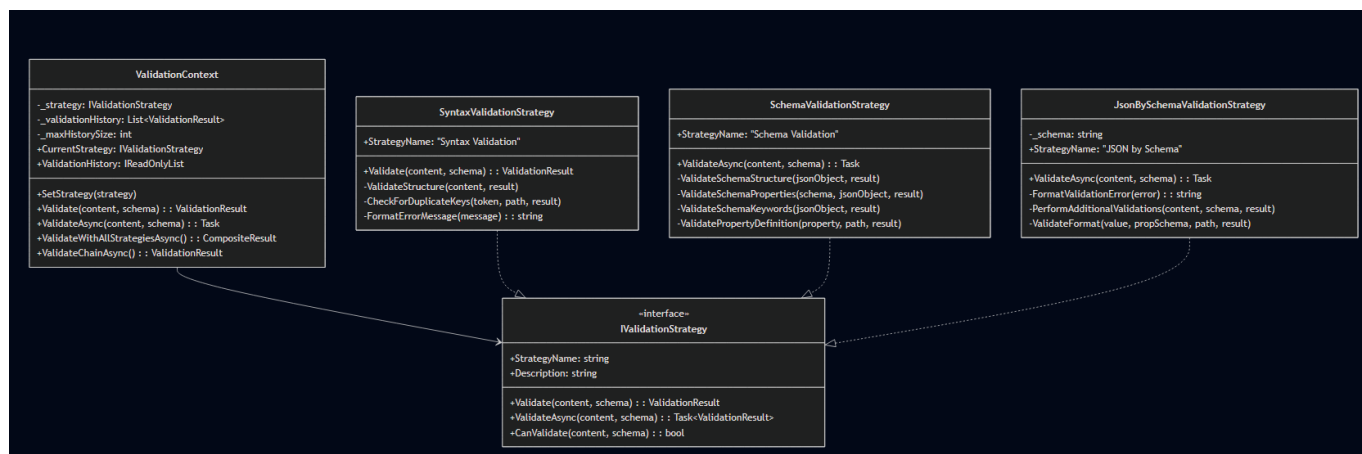 ValidationContext
-_strategy: IValidationStrategy
-_validationHistory: List<ValidationResult>
-_maxHistorySize: int
+CurrentStrategy: IValidationStrategy
+ValidationHistory: IReadOnlyList
+SetStrategy(strategy)
+Validate(content, schema) : : ValidationResult
+ValidateAsync(content, schema) : : Task
+ValidateWithAllStrategiesAsync() : : CompositeResult
+ValidateChainAsync() : : ValidationResult
SyntaxValidationStrategy
+StrategyName: "Syntax Validation"
+Validate(content, schema) : : ValidationResult
-ValidateStructure(content, result)
-CheckForDuplicateKeys(token, path, result)
-FormatErrorMessage(message) : : string
SchemaValidationStrategy
+StrategyName: "Schema Validation"
+ValidateAsync(content, schema) : : Task
-ValidateSchemaStructure(jsonObject, result)
-ValidateSchemaProperties(schema, jsonObject, result)
-ValidateSchemaKeywords(jsonObject, result)
-ValidatePropertyDefinition(property, path, result)
JsonBySchemaValidationStrategy
-_schema: string
+StrategyName: "JSON by Schema"
+ValidateAsync(content, schema) : : Task
-FormatValidationError(error) : : string
-PerformAdditionalValidations(content, schema, result)
-ValidateFormat(value, propSchema, path, result)
«interface»
IValidationStrategy
+StrategyName: string
+Description: string
+Validate(content, schema) : : ValidationResult
+ValidateAsync(content, schema) : : Task<ValidationResult>
+CanValidate(content, schema) : : bool